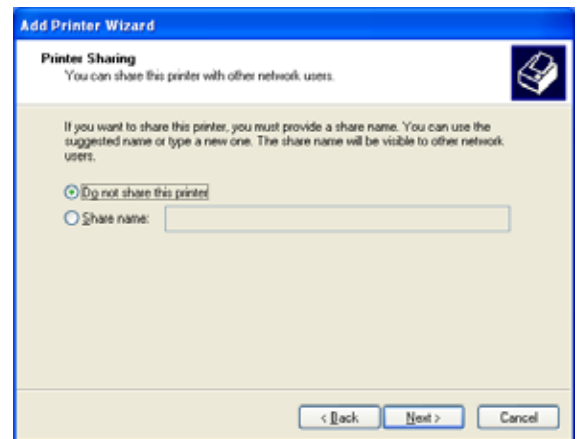 Add Printer Wizard
Printer Sharing
You can share this printer with other network users.
If you want to share this printer, you must provide a share name. You can use the
suggested name or type a new one. The share name will be visible to other network
users.
Do not share this printer
Share name:
< Back
Next >
Cancel